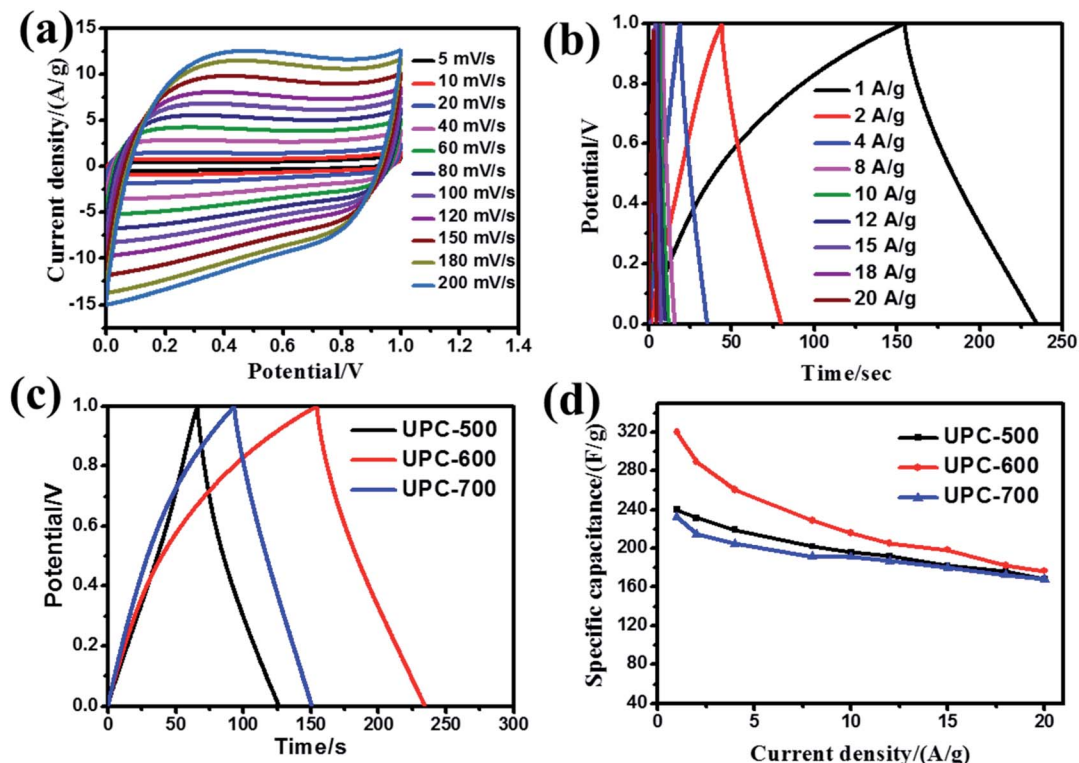 (a)
Current density/(A/g)
15
10
5
0
-5
-10
-15
0.0 0.2 0.4 0.6 0.8 1.0 1.2 1.4
Potential/V
5 mV/s
10 mV/s
20 mV/s
40 mV/s
60 mV/s
80 mV/s
100 mV/s
120 mV/s
150 mV/s
180 mV/s
200 mV/s
(b)
Potential/V
1.0
0.8
0.6
0.4
0.2
0.0
0 50 100 150 200 250
Time/sec
1 A/g
2 A/g
4 A/g
8 A/g
10 A/g
12 A/g
15 A/g
18 A/g
20 A/g
(c)
Potential/V
1.0
0.8
0.6
0.4
0.2
0.0
0 50 100 150 200 250 300
Time/s
UPC-500
UPC-600
UPC-700
(d)
Specific capacitance/(F/g)
320
280
240
200
160
120
80
40
0 5 10 15 20
Current density/(A/g)
UPC-500
UPC-600
UPC-700